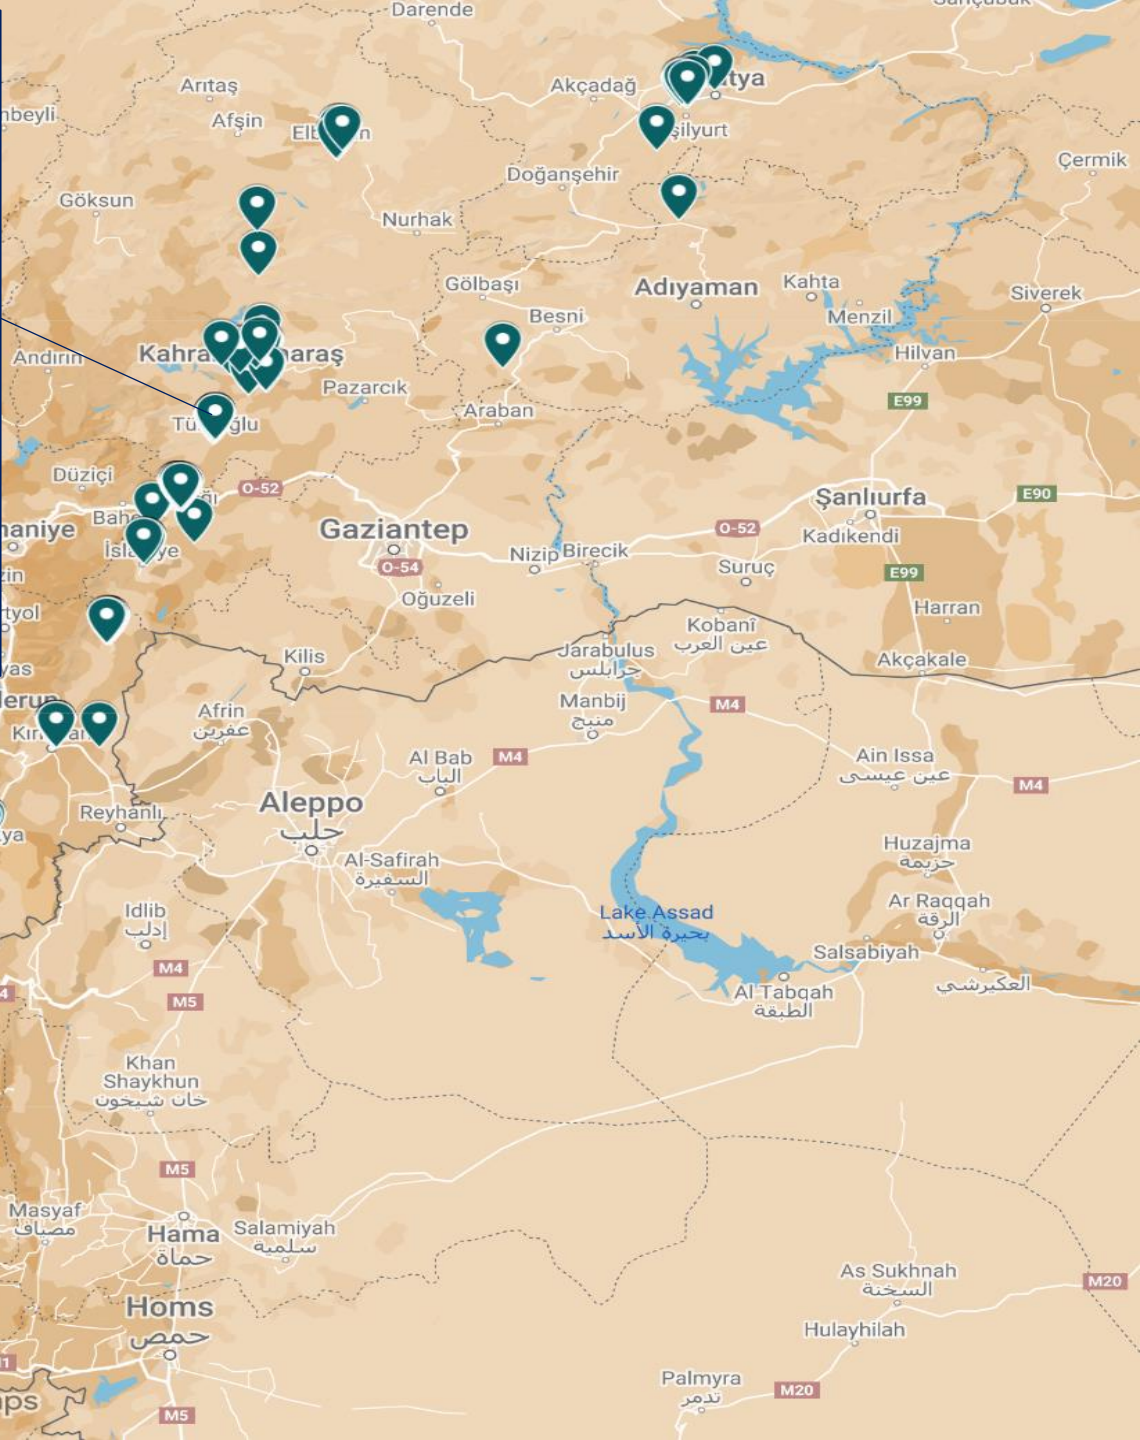 Darende
Arıtaş
Akçadağ
Afşin
Çermik
Doğanşehir
Göksun
Nurhak
Gölbaşı
Adıyaman
Kahta
Siverek
Besni
Menzil
Andırın
Hilvan
Pazarcık
E99
Araban
Düziçi
O-52
Şanlıurfa
E90
Gaziantep
O-52
Kadıkendi
Nizip
Birecik
O-54
Suruç
E99
Oğuzeli
Harran
Kobanî
عين العرب
Kilis
Jarabulus
جرابلس
Akçakale
Afrin
عفرين
Manbij
منبج
M4
Al Bab
الباب
M4
Ain Issa
عين عيسى
M4
Aleppo
حلب
Reyhanlı
Huzajma
حزيمة
Al-Safirah
السفيرة
Idlib
إدلب
Lake Assad
بحيرة الأسد
Ar Raqqah
الرقة
Salsabiyah
M4
العكيرشي
Al Tabqah
الطبقة
M5
Khan
Shaykhun
خان شيخون
M5
Masyaf
مصياف
Hama
حماة
Salamiyah
سلمية
As Sukhnah
السخنة
M20
Homs
حمص
Hulayhilah
Palmyra
تدمر
M20
M5